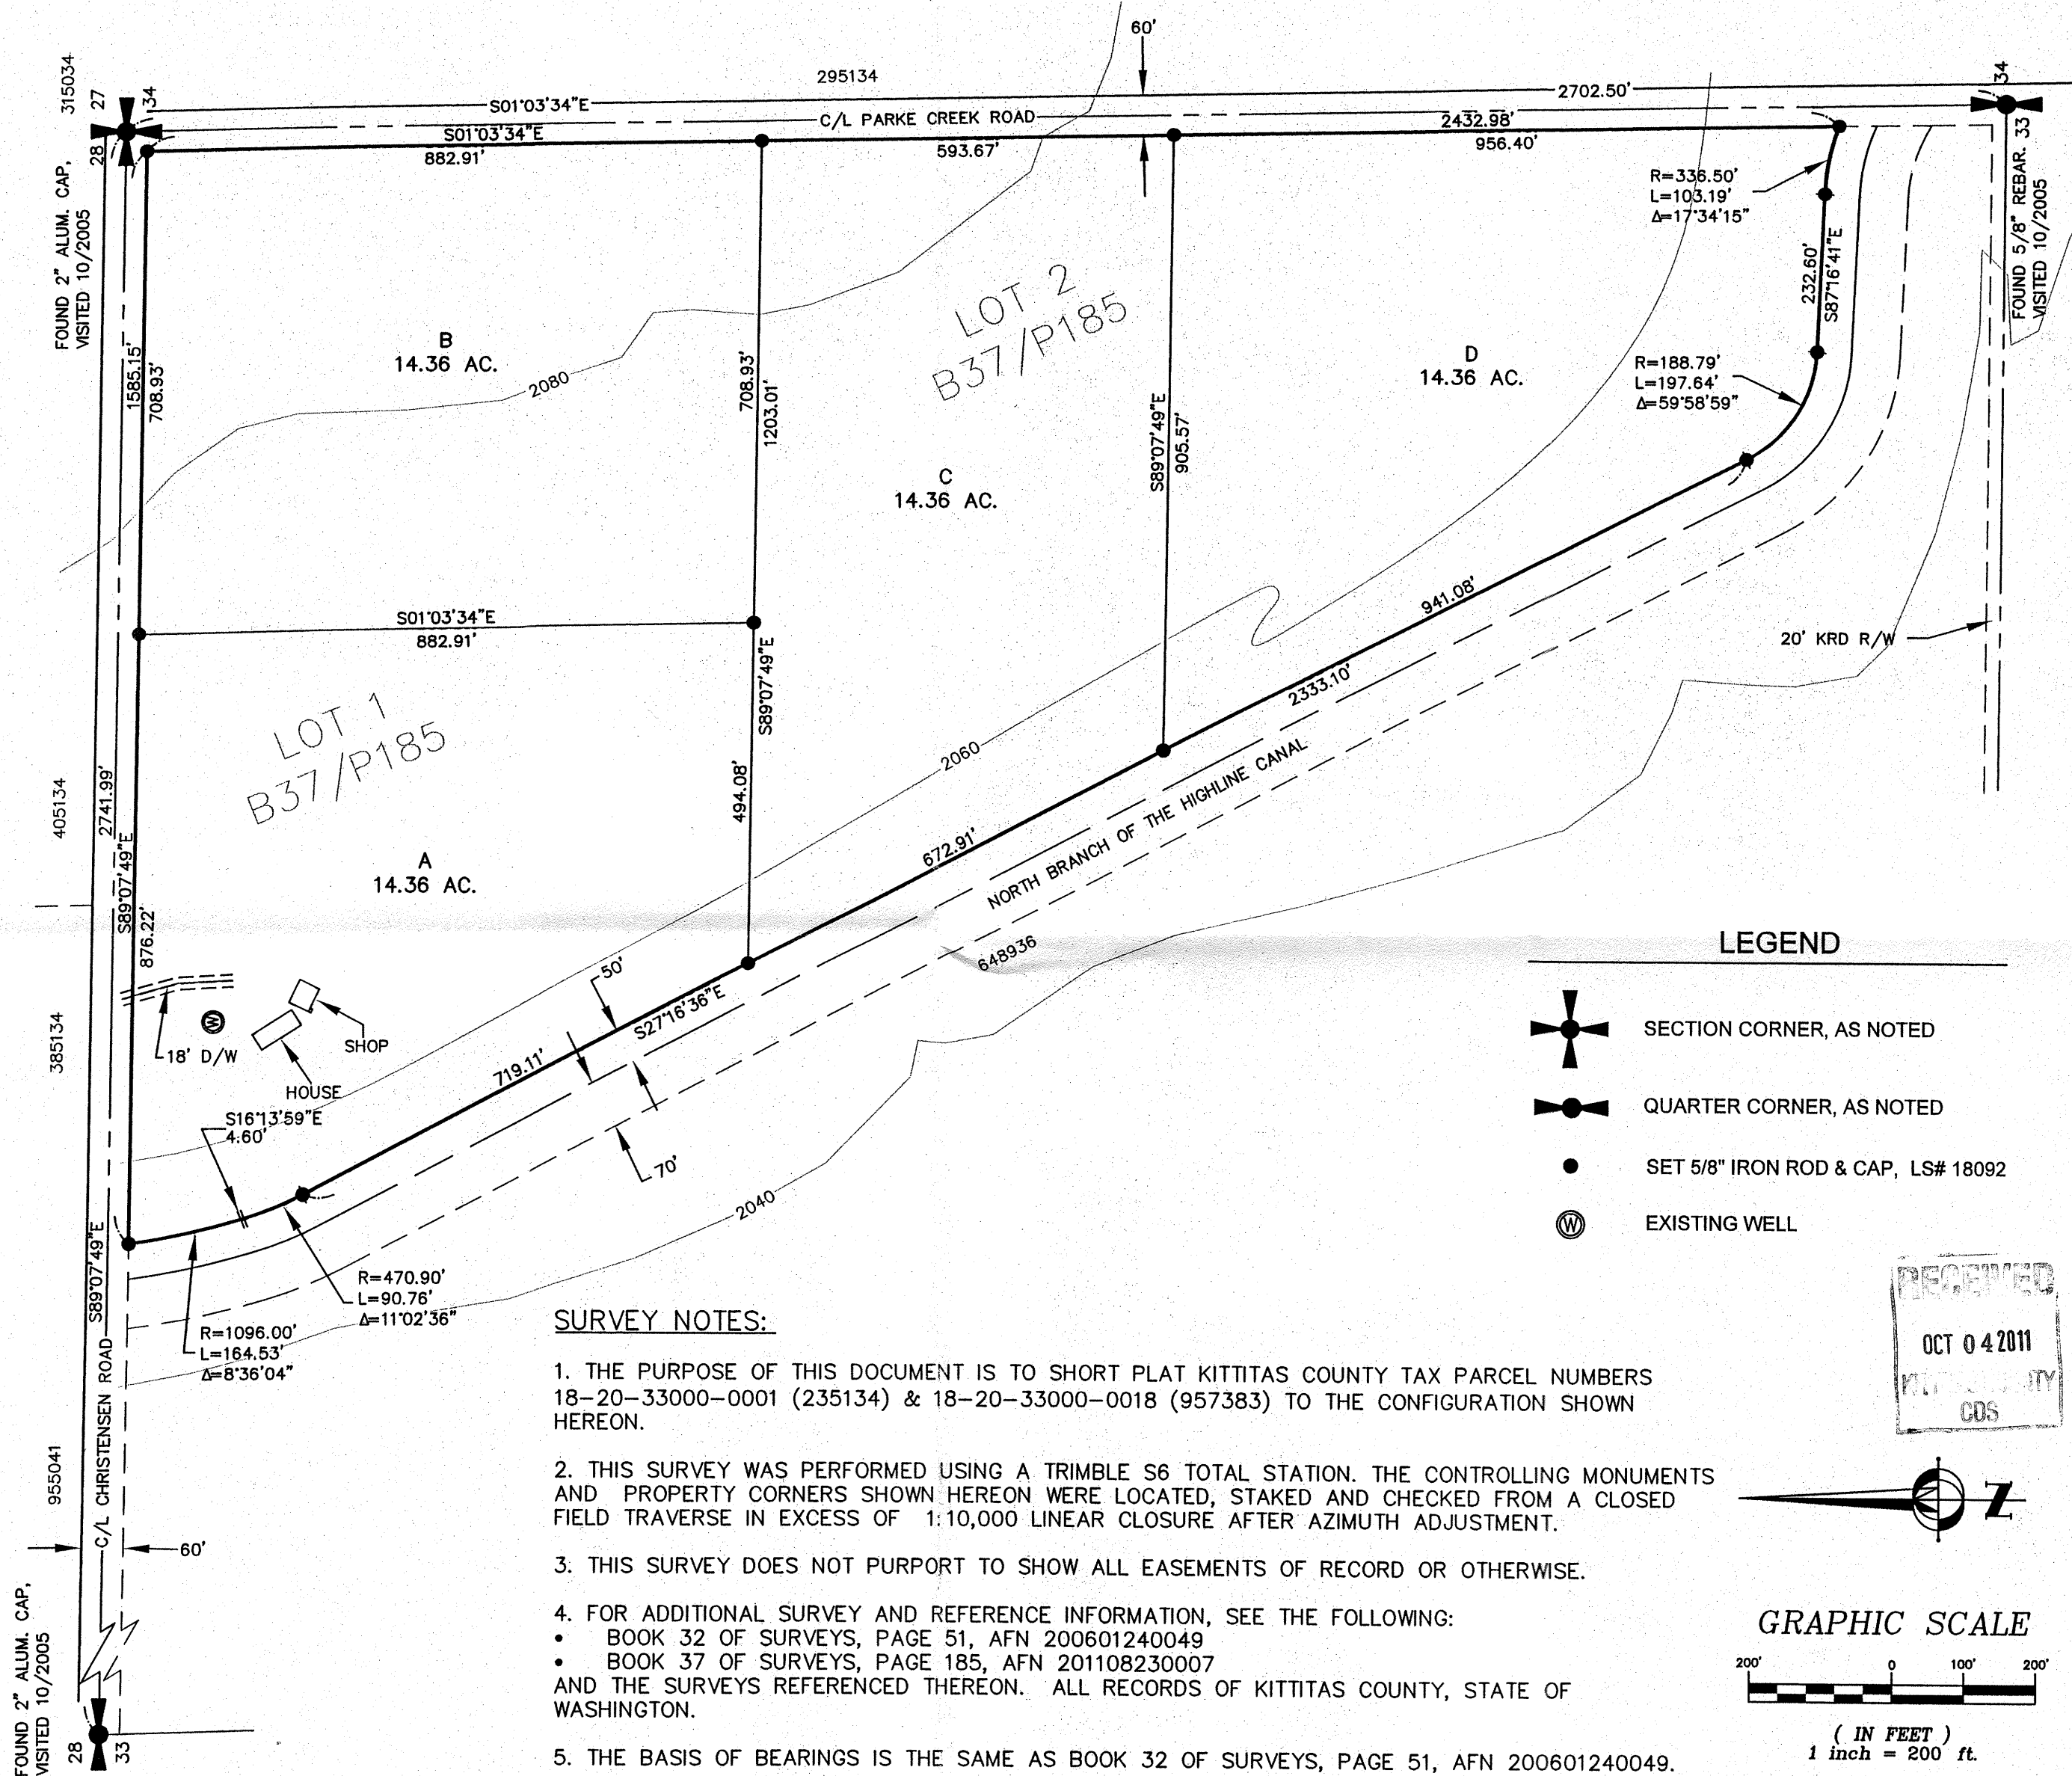 60'
295134
2702.50'
S01°03'34"E
C/L PARKE CREEK ROAD
S01°03'34"E
2432.98'
882.91'
593.67'
956.40'
315034
27
34
28
34
33
FOUND 2" ALUM. CAP,
VISITED 10/2005
FOUND 5/8" REBAR.
VISITED 10/2005
R=336.50'
L=103.19'
Δ=17°34'15"
232.60'
S87°16'41"E
R=188.79'
L=197.64'
Δ=59°58'59"
LOT 2
B37/P185
B
14.36 AC.
2080
D
14.36 AC.
C
14.36 AC.
1585.15'
708.93'
708.93'
1203.01'
S89°07'49"E
905.57'
S01°03'34"E
882.91'
S89°07'49"E
494.08'
941.08'
20' KRD R/W
2333.10'
LOT 1
B37/P185
2060
672.91'
NORTH BRANCH OF THE HIGHLINE CANAL
405134
2741.99'
S89°07'49"E
876.22'
A
14.36 AC.
648936
50'
S27°16'36"E
719.11'
70'
2040
385134
18' D/W
W
SHOP
HOUSE
S16°13'59"E
4.60'
R=470.90'
L=90.76'
Δ=11°02'36"
R=1096.00'
L=164.53'
Δ=8°36'04"
S89°07'49"E
C/L CHRISTENSEN ROAD
955041
60'
FOUND 2" ALUM. CAP,
VISITED 10/2005
28
33
LEGEND
SECTION CORNER, AS NOTED
QUARTER CORNER, AS NOTED
SET 5/8" IRON ROD & CAP, LS# 18092
W EXISTING WELL
RECEIVED
OCT 04 2011
CDS
SURVEY NOTES:
1. THE PURPOSE OF THIS DOCUMENT IS TO SHORT PLAT KITTITAS COUNTY TAX PARCEL NUMBERS
18-20-33000-0001 (235134) & 18-20-33000-0018 (957383) TO THE CONFIGURATION SHOWN
HEREON.
2. THIS SURVEY WAS PERFORMED USING A TRIMBLE S6 TOTAL STATION. THE CONTROLLING MONUMENTS
AND PROPERTY CORNERS SHOWN HEREON WERE LOCATED, STAKED AND CHECKED FROM A CLOSED
FIELD TRAVERSE IN EXCESS OF 1:10,000 LINEAR CLOSURE AFTER AZIMUTH ADJUSTMENT.
3. THIS SURVEY DOES NOT PURPORT TO SHOW ALL EASEMENTS OF RECORD OR OTHERWISE.
4. FOR ADDITIONAL SURVEY AND REFERENCE INFORMATION, SEE THE FOLLOWING:
• BOOK 32 OF SURVEYS, PAGE 51, AFN 200601240049
• BOOK 37 OF SURVEYS, PAGE 185, AFN 201108230007
AND THE SURVEYS REFERENCED THEREON. ALL RECORDS OF KITTITAS COUNTY, STATE OF
WASHINGTON.
5. THE BASIS OF BEARINGS IS THE SAME AS BOOK 32 OF SURVEYS, PAGE 51, AFN 200601240049.
N
GRAPHIC SCALE
200' 0 100' 200'
( IN FEET )
1 inch = 200 ft.